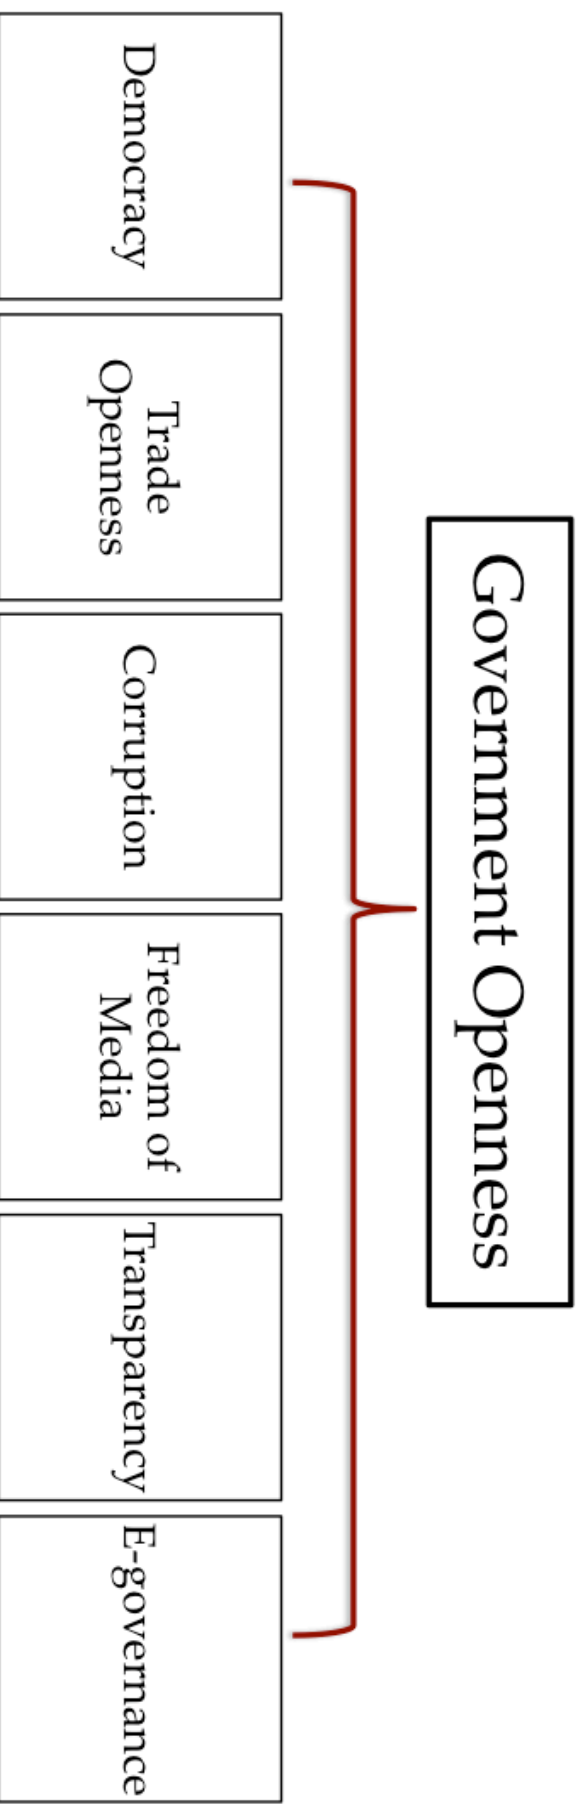 Government Openness
Democracy
Trade
Openness
Corruption
Freedom of
Media
Transparency
E-governance